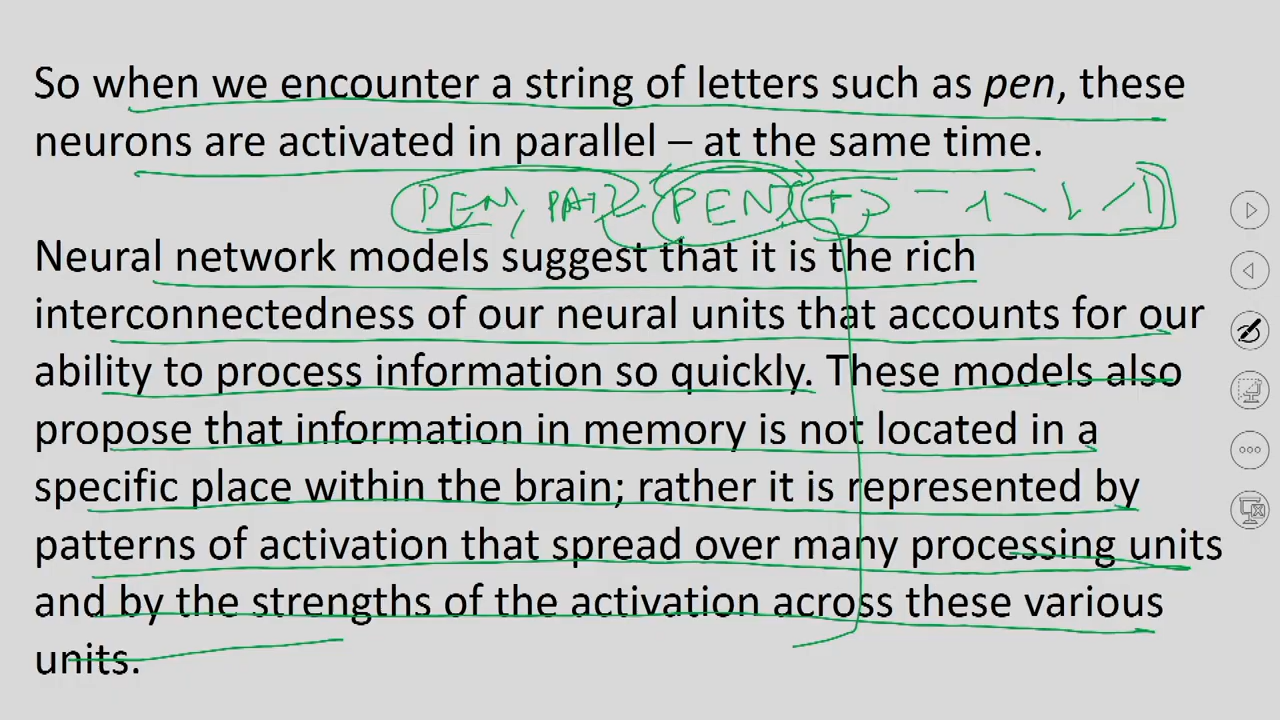 So when we encounter a string of letters such as pen, these
neurons are activated in parallel – at the same time.
PEN, PEN
Neural network models suggest that it is the rich
interconnectedness of our neural units that accounts for our
ability to process information so quickly. These models also
propose that information in memory is not located in a
specific place within the brain; rather it is represented by
patterns of activation that spread over many processing units
and by the strengths of the activation across these various
units.